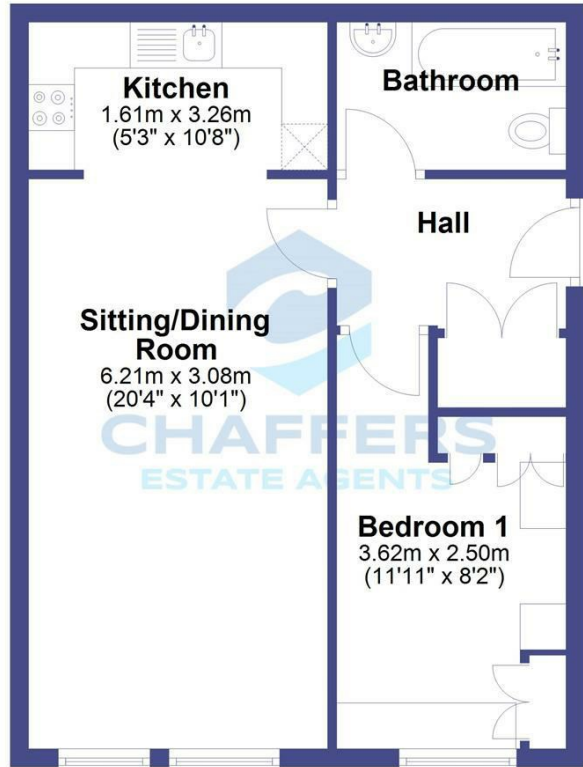 Kitchen
1.61m x 3.26m
(5'3" x 10'8")
Bathroom
Hall
Sitting/Dining
Room
6.21m x 3.08m
(20'4" x 10'1")
CHAFFERS
ESTATE AGENTS
Bedroom 1
3.62m x 2.50m
(11'11" x 8'2")